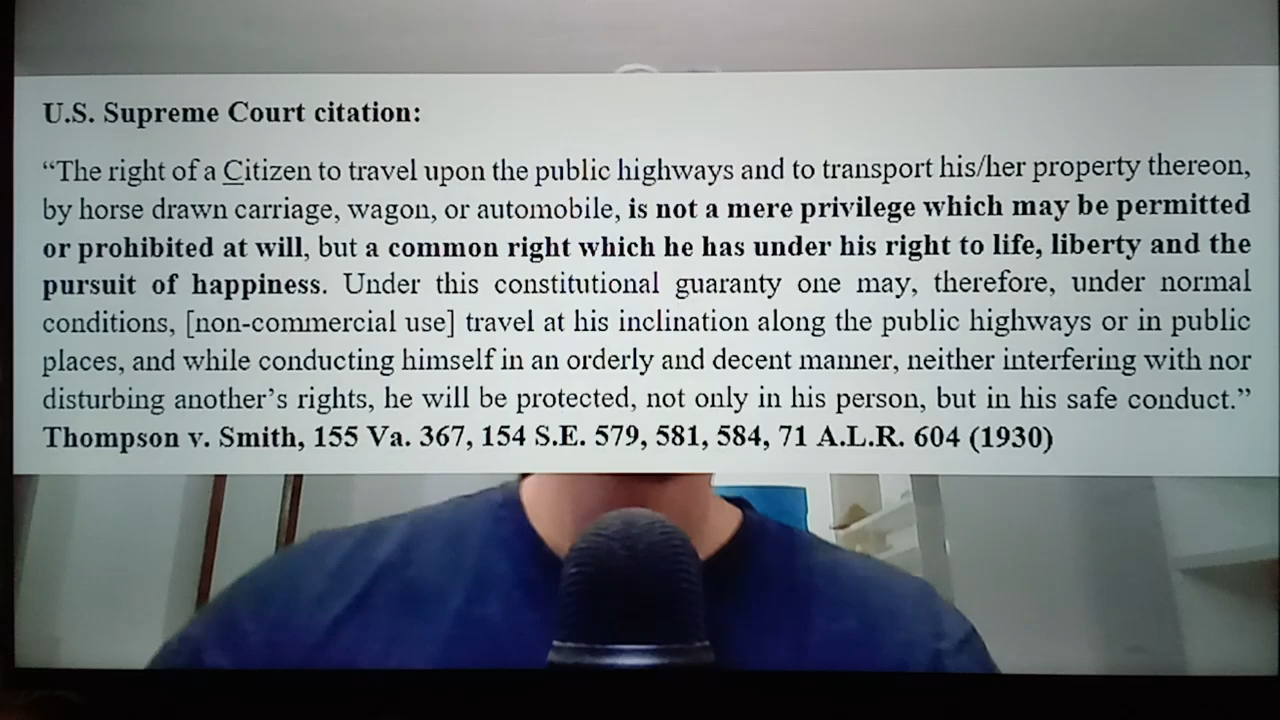 U.S. Supreme Court citation:
“The right of a Citizen to travel upon the public highways and to transport his/her property thereon,
by horse drawn carriage, wagon, or automobile, is not a mere privilege which may be permitted
or prohibited at will, but a common right which he has under his right to life, liberty and the
pursuit of happiness. Under this constitutional guaranty one may, therefore, under normal
conditions, [non-commercial use] travel at his inclination along the public highways or in public
places, and while conducting himself in an orderly and decent manner, neither interfering with nor
disturbing another’s rights, he will be protected, not only in his person, but in his safe conduct.”
Thompson v. Smith, 155 Va. 367, 154 S.E. 579, 581, 584, 71 A.L.R. 604 (1930)